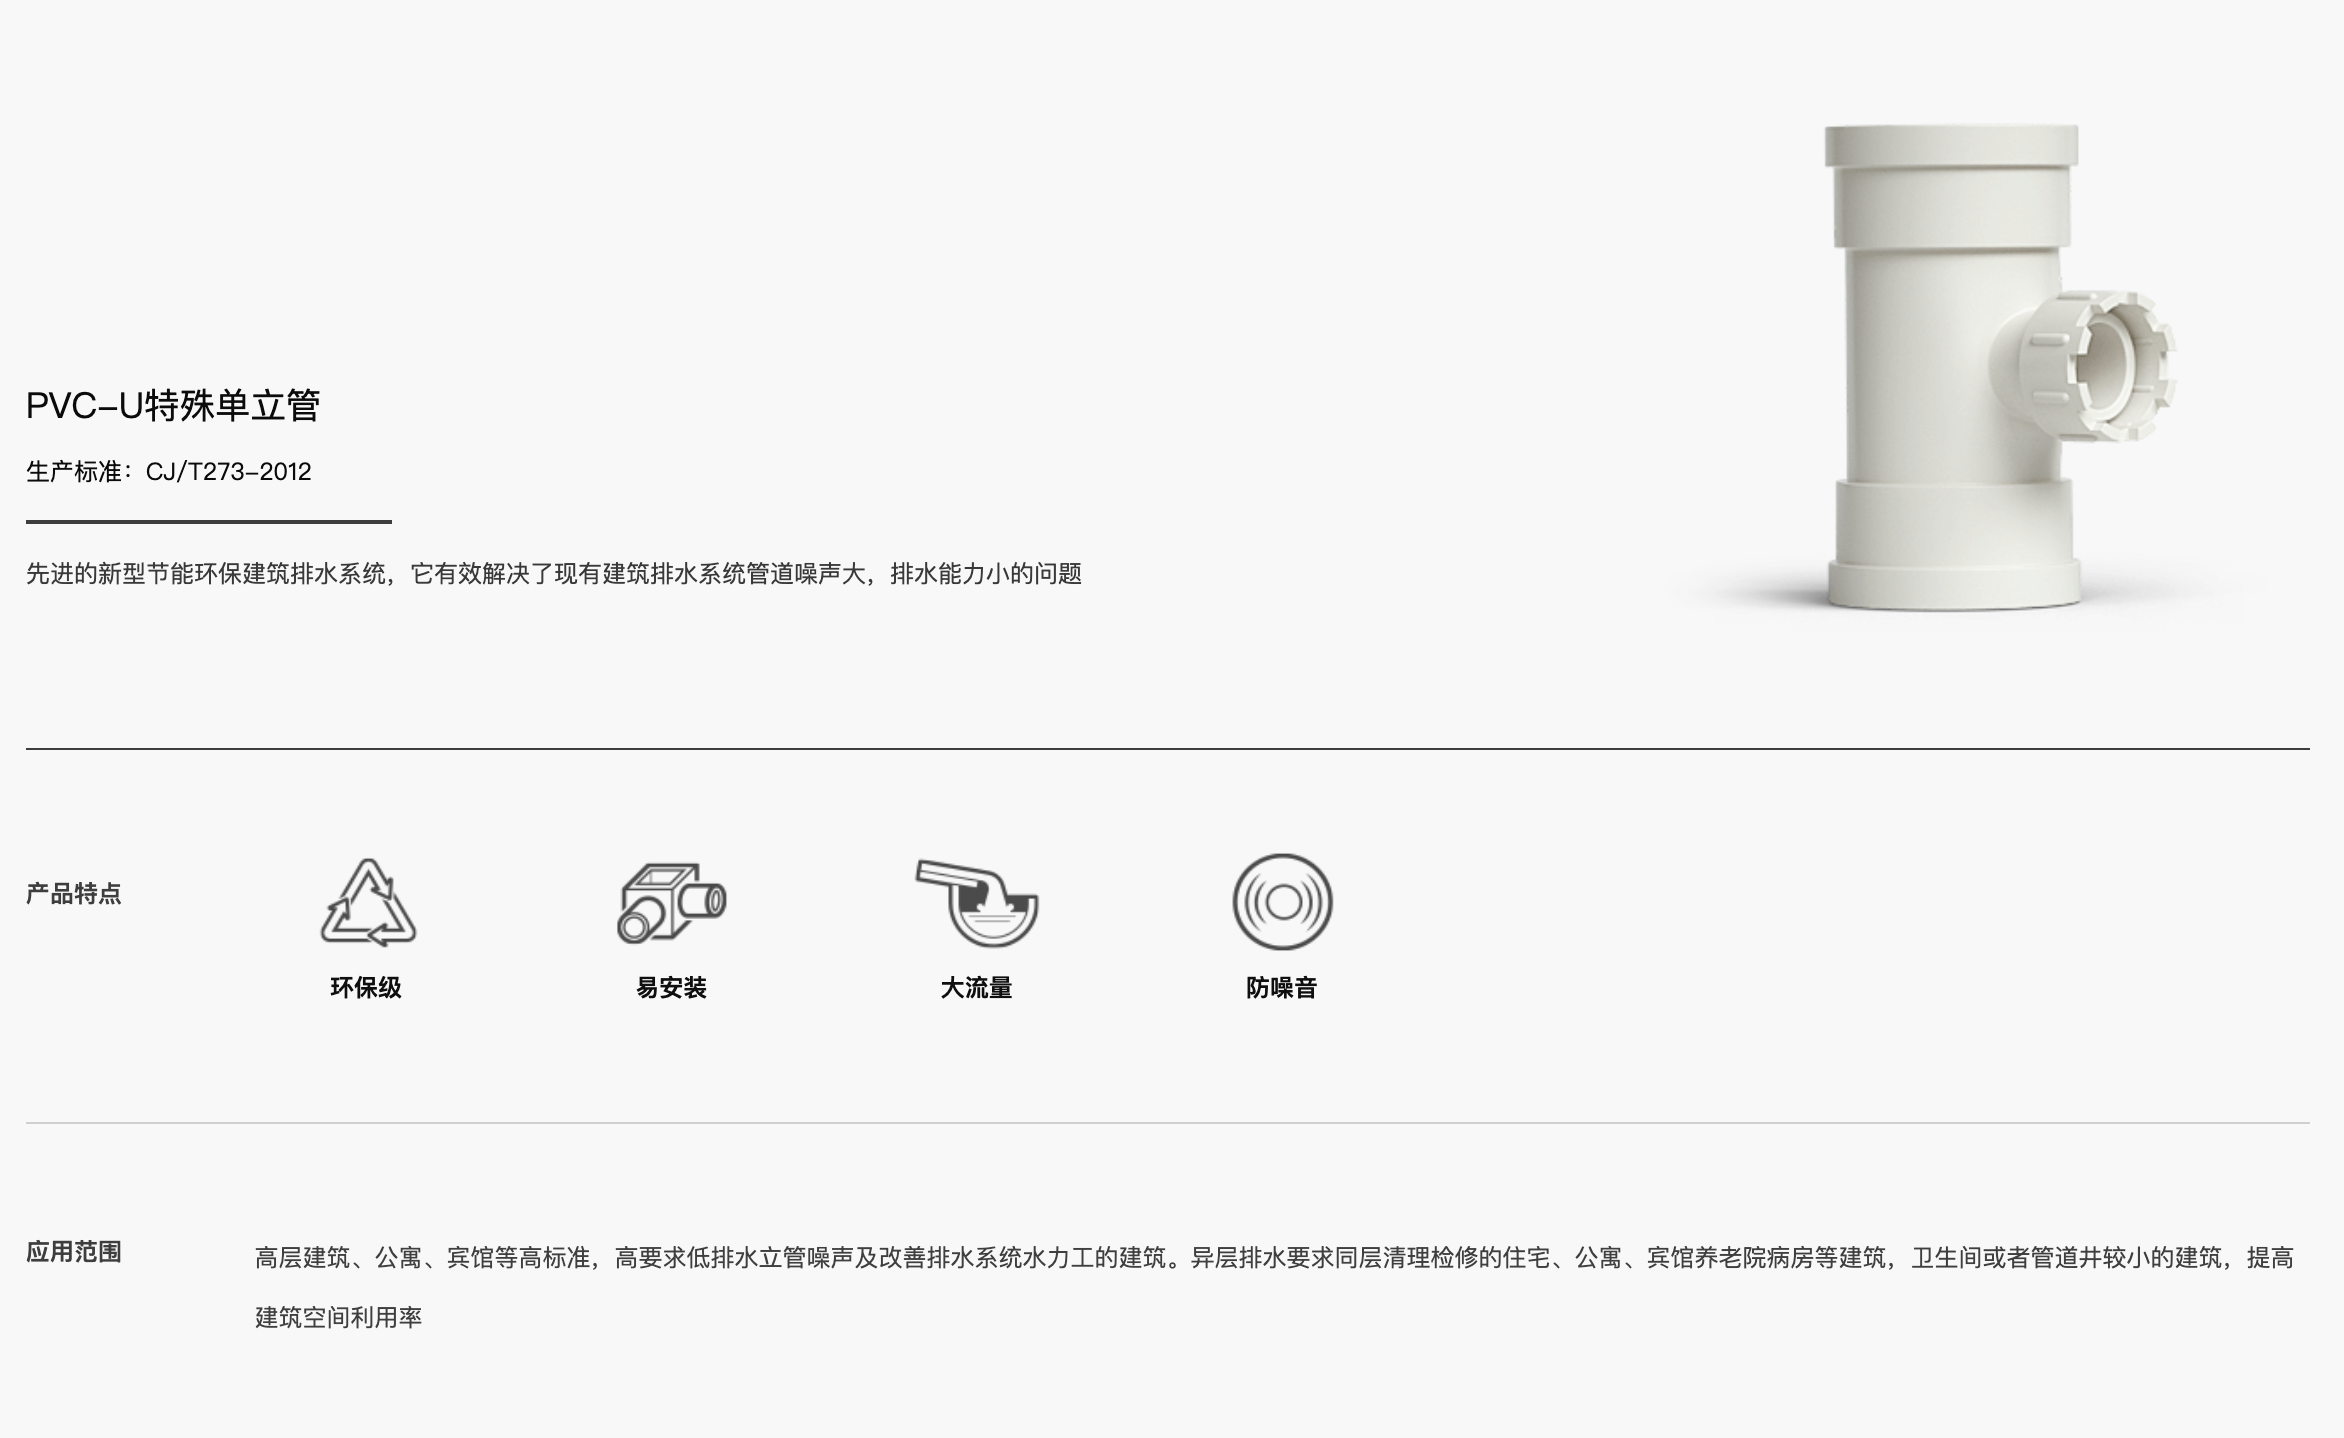 PVC-U特殊单立管
生产标准：CJ/T273-2012
先进的新型节能环保建筑排水系统，它有效解决了现有建筑排水系统管道噪声大，排水能力小的问题
产品特点
环保级
易安装
大流量
防噪音
应用范围
高层建筑、公寓、宾馆等高标准，高要求低排水立管噪声及改善排水系统水力工的建筑。异层排水要求同层清理检修的住宅、公寓、宾馆养老院病房等建筑，卫生间或者管道井较小的建筑，提高
建筑空间利用率